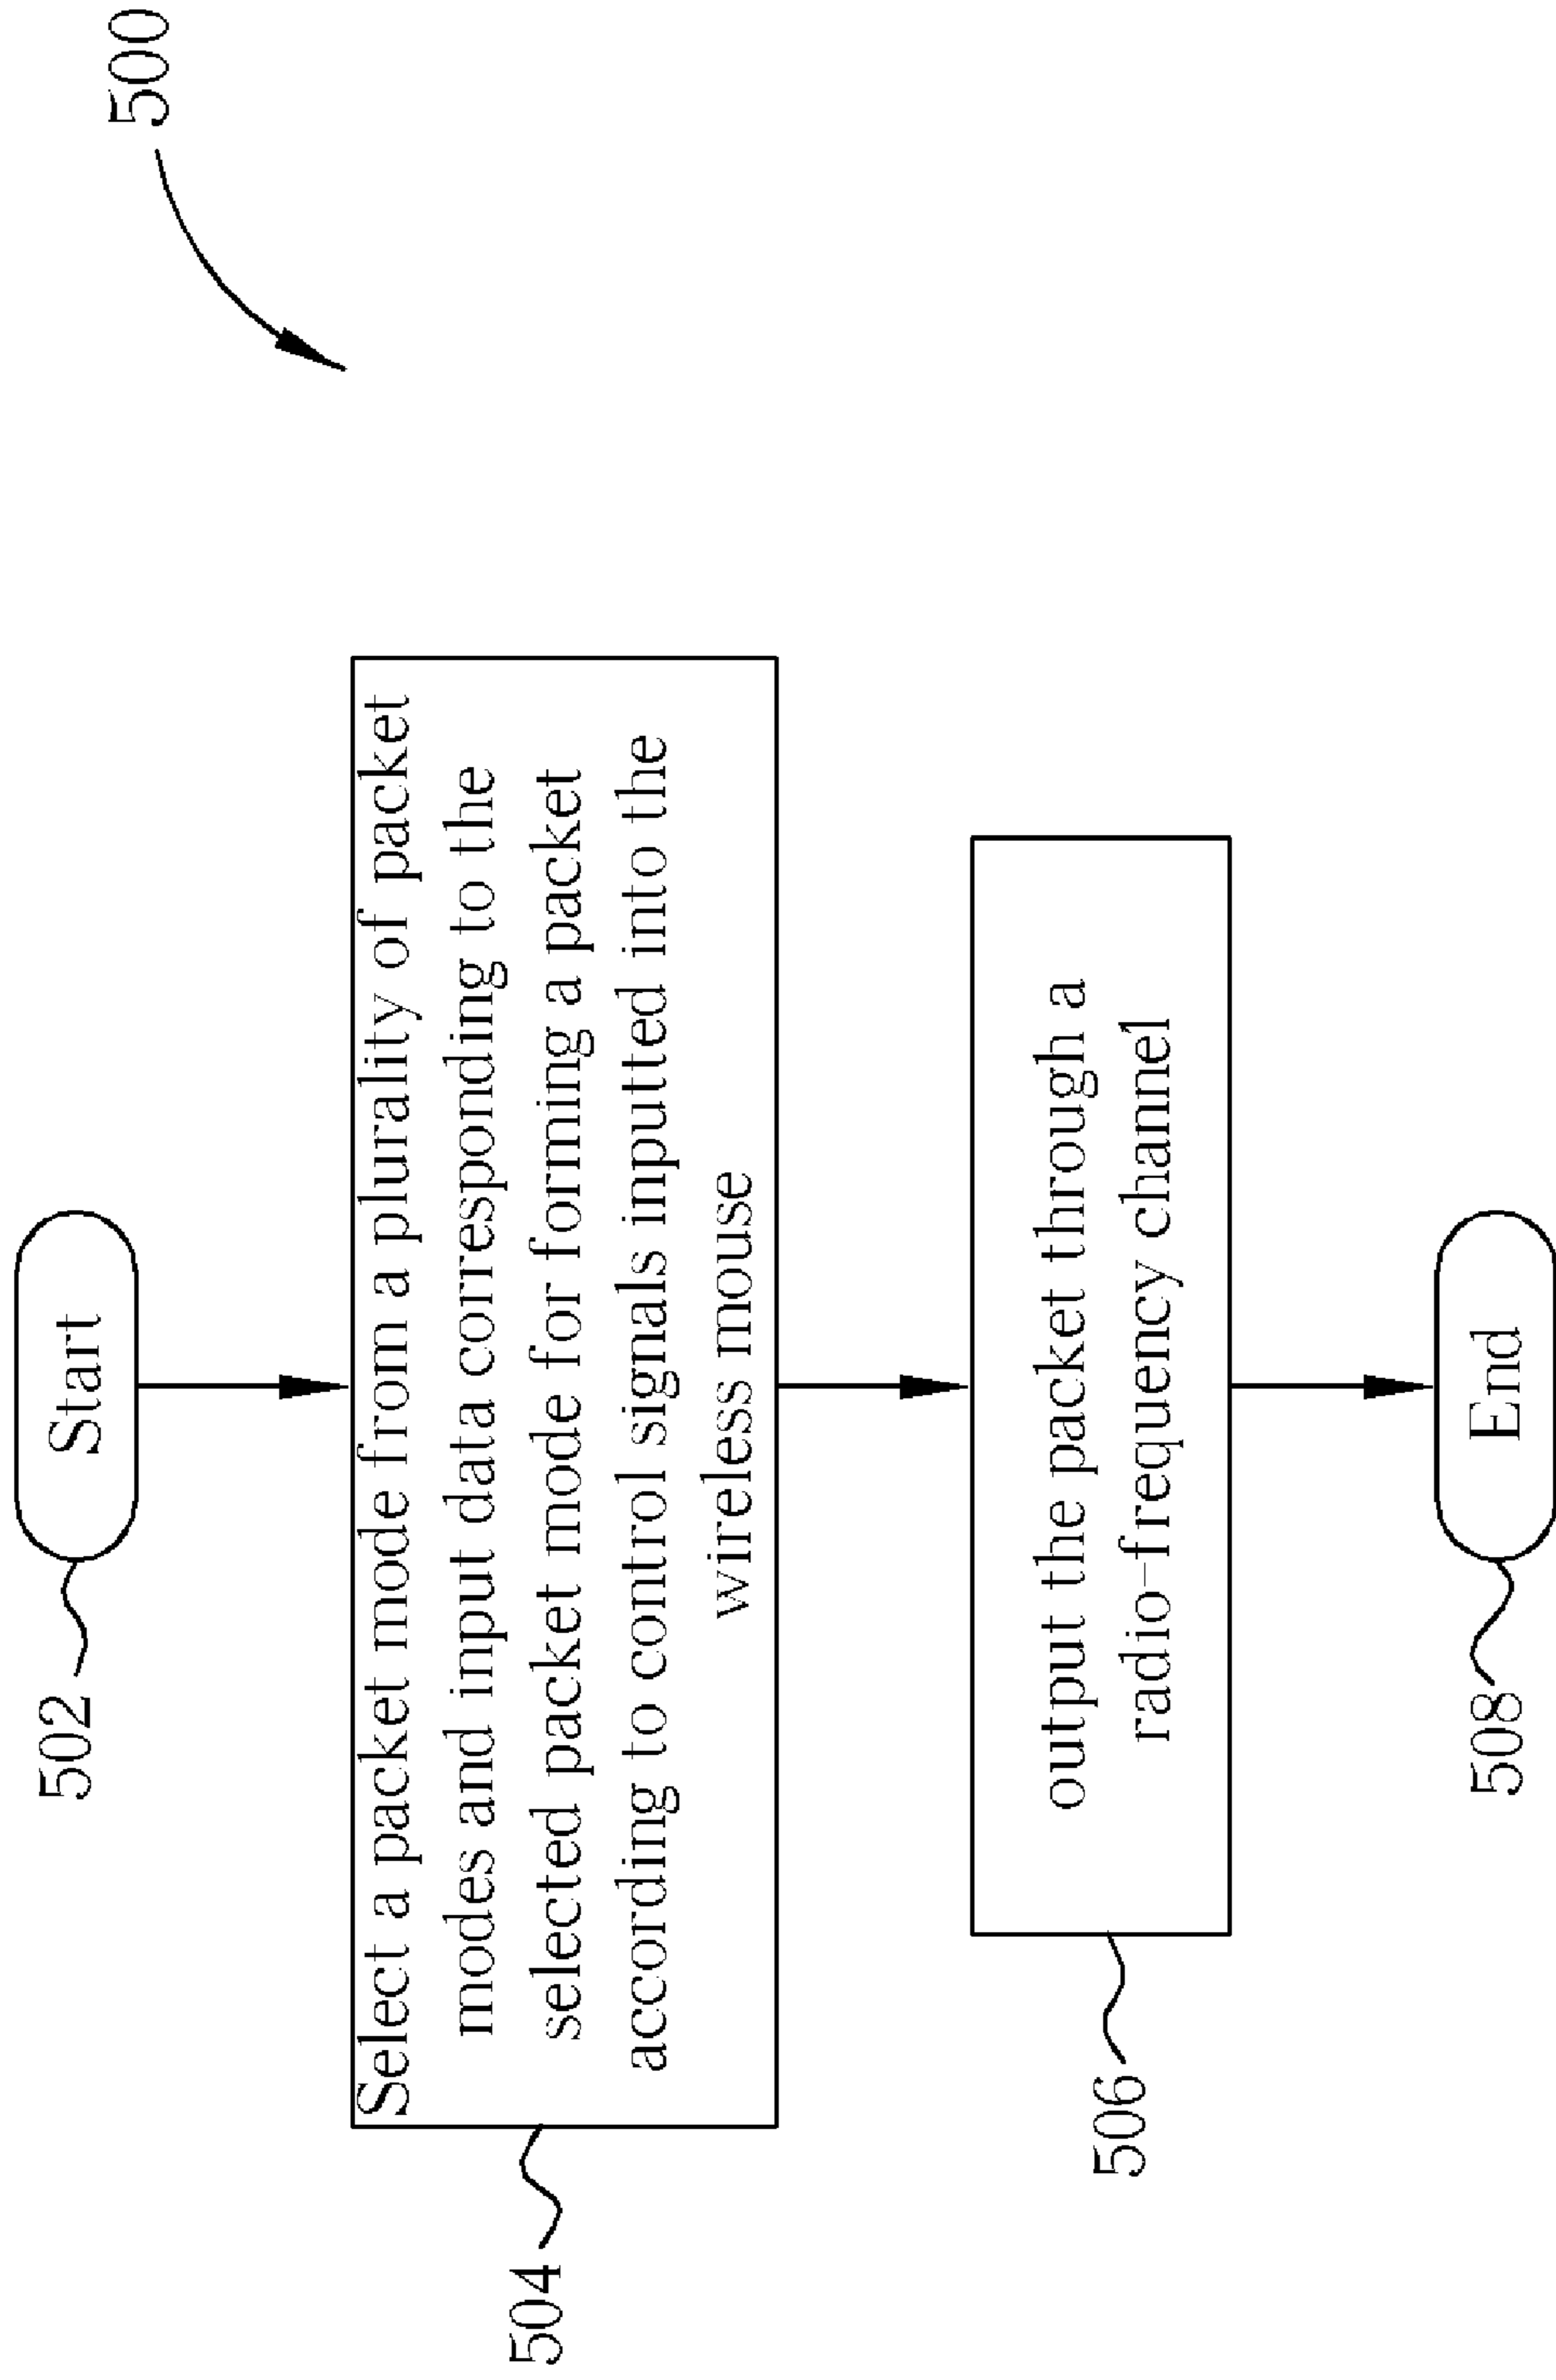 500
502
Start
504
Select a packet mode from a plurality of packet
modes and input data corresponding to the
selected packet mode for forming a packet
according to control signals inputted into the
wireless mouse
506
output the packet through a
radio-frequency channel
508
End